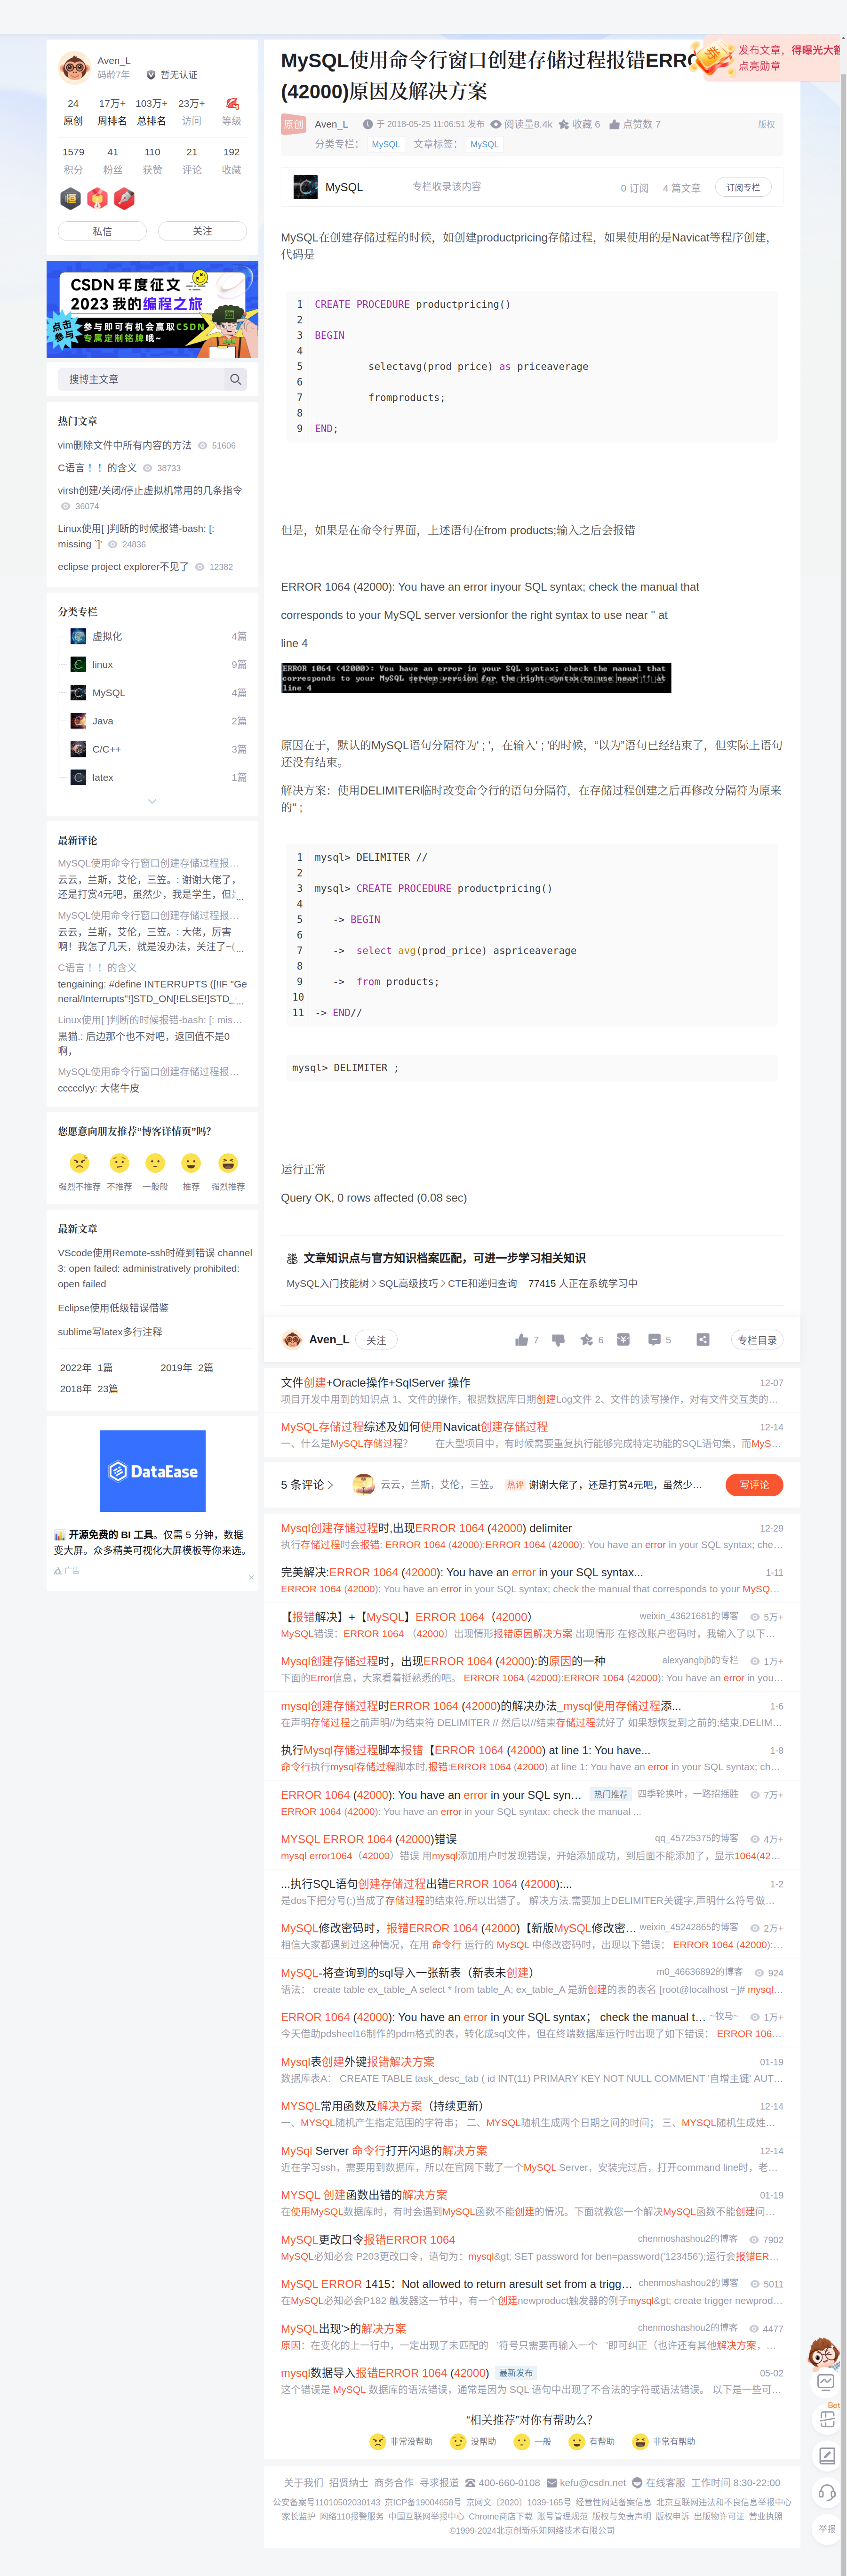 Aven_L
码龄7年 暂无认证
24 17万+ 103万+ 23万+
原创 周排名 总排名 访问 等级
1579 41 110 21 192
积分 粉丝 获赞 评论 收藏
私信 关注
CSDN 年度征文
2023 我的编程之旅
点击参与
参与即可有机会赢取CSDN
专属定制铭牌哦~
搜博主文章
热门文章
vim删除文件中所有内容的方法 51606
C语言 ！！ 的含义 38733
virsh创建/关闭/停止虚拟机常用的几条指令
36074
Linux使用[ ]判断的时候报错-bash: [:
missing `]' 24836
eclipse project explorer不见了 12382
分类专栏
虚拟化 4篇
linux 9篇
MySQL 4篇
Java 2篇
C/C++ 3篇
latex 1篇
最新评论
MySQL使用命令行窗口创建存储过程报…
云云，兰斯，艾伦，三笠。: 谢谢大佬了，
还是打赏4元吧，虽然少，我是学生，但是...
MySQL使用命令行窗口创建存储过程报…
云云，兰斯，艾伦，三笠。: 大佬，厉害
啊！我怎了几天，就是没办法，关注了~(...
C语言 ！！ 的含义
tengaining: #define INTERRUPTS ([!IF "Ge
neral/Interrupts"!]STD_ON[!ELSE!]STD_...
Linux使用[ ]判断的时候报错-bash: [: mis…
黑猫.: 后边那个也不对吧，返回值不是0
啊，
MySQL使用命令行窗口创建存储过程报…
ccccclyy: 大佬牛皮
您愿意向朋友推荐“博客详情页”吗？
强烈不推荐 不推荐 一般般 推荐 强烈推荐
最新文章
VScode使用Remote-ssh时碰到错误 channel
3: open failed: administratively prohibited:
open failed
Eclipse使用低级错误借鉴
sublime写latex多行注释
2022年 1篇 2019年 2篇
2018年 23篇
DataEase
开源免费的 BI 工具。仅需 5 分钟，数据
变大屏。众多精美可视化大屏模板等你来选。
广告
MySQL使用命令行窗口创建存储过程报错ERRO
(42000)原因及解决方案
发布文章，得曝光大额
点亮勋章
原创 Aven_L 于 2018-05-25 11:06:51 发布 阅读量8.4k 收藏 6 点赞数 7 版权
分类专栏： MySQL 文章标签： MySQL
MySQL 专栏收录该内容 0 订阅 4 篇文章 订阅专栏
MySQL在创建存储过程的时候，如创建productpricing存储过程，如果使用的是Navicat等程序创建，
代码是
1 CREATE PROCEDURE productpricing()
2
3 BEGIN
4
5 selectavg(prod_price) as priceaverage
6
7 fromproducts;
8
9 END;
但是，如果是在命令行界面，上述语句在from products;输入之后会报错
ERROR 1064 (42000): You have an error inyour SQL syntax; check the manual that
corresponds to your MySQL server versionfor the right syntax to use near '' at
line 4
ERROR 1064 (42000): You have an error in your SQL syntax; check the manual that
corresponds to your MySQL server version for the right syntax to use near '' at
line 4
原因在于，默认的MySQL语句分隔符为' ; '，在输入' ; '的时候，“以为”语句已经结束了，但实际上语句
还没有结束。
解决方案：使用DELIMITER临时改变命令行的语句分隔符，在存储过程创建之后再修改分隔符为原来
的" ;
1 mysql> DELIMITER //
2
3 mysql> CREATE PROCEDURE productpricing()
4
5 -> BEGIN
6
7 -> select avg(prod_price) aspriceaverage
8
9 -> from products;
10
11 -> END//
mysql> DELIMITER ;
运行正常
Query OK, 0 rows affected (0.08 sec)
文章知识点与官方知识档案匹配，可进一步学习相关知识
MySQL入门技能树 SQL高级技巧 CTE和递归查询 77415 人正在系统学习中
Aven_L 关注 7 6 5 专栏目录
文件创建+Oracle操作+SqlServer 操作 12-07
项目开发中用到的知识点 1、文件的操作，根据数据库日期创建Log文件 2、文件的读写操作，对有文件交互类的…
MySQL存储过程综述及如何使用Navicat创建存储过程 12-14
一、什么是MySQL存储过程？ 在大型项目中，有时候需要重复执行能够完成特定功能的SQL语句集，而MyS…
5 条评论 云云，兰斯，艾伦，三笠。 热评 谢谢大佬了，还是打赏4元吧，虽然少… 写评论
Mysql创建存储过程时,出现ERROR 1064 (42000) delimiter 12-29
执行存储过程时会报错: ERROR 1064 (42000):ERROR 1064 (42000): You have an error in your SQL syntax; che…
完美解决:ERROR 1064 (42000): You have an error in your SQL syntax... 1-11
ERROR 1064 (42000): You have an error in your SQL syntax; check the manual that corresponds to your MySQ…
【报错解决】+【MySQL】ERROR 1064（42000） weixin_43621681的博客 5万+
MySQL错误：ERROR 1064 （42000）出现情形报错原因解决方案 出现情形 在修改账户密码时，我输入了以下…
Mysql创建存储过程时，出现ERROR 1064 (42000):的原因的一种 alexyangbjb的专栏 1万+
下面的Error信息，大家看着挺熟悉的吧。 ERROR 1064 (42000):ERROR 1064 (42000): You have an error in you…
mysql创建存储过程时ERROR 1064 (42000)的解决办法_mysql使用存储过程添... 1-6
在声明存储过程之前声明//为结束符 DELIMITER // 然后以//结束存储过程就好了 如果想恢复到之前的;结束,DELIM…
执行Mysql存储过程脚本报错【ERROR 1064 (42000) at line 1: You have... 1-8
命令行执行mysql存储过程脚本时,报错:ERROR 1064 (42000) at line 1: You have an error in your SQL syntax; ch…
ERROR 1064 (42000): You have an error in your SQL syn… 热门推荐 四季轮换叶，一路招摇胜 7万+
ERROR 1064 (42000): You have an error in your SQL syntax; check the manual ...
MYSQL ERROR 1064 (42000)错误 qq_45725375的博客 4万+
mysql error1064（42000）错误 用mysql添加用户时发现错误，开始添加成功，到后面不能添加了，显示1064(42…
...执行SQL语句创建存储过程出错ERROR 1064 (42000):... 1-2
是dos下把分号(;)当成了存储过程的结束符,所以出错了。 解决方法,需要加上DELIMITER关键字,声明什么符号做…
MySQL修改密码时，报错ERROR 1064 (42000)【新版MySQL修改密… weixin_45242865的博客 2万+
相信大家都遇到过这种情况，在用 命令行 运行的 MySQL 中修改密码时，出现以下错误： ERROR 1064 (42000):…
MySQL-将查询到的sql导入一张新表（新表未创建） m0_46636892的博客 924
语法： create table ex_table_A select * from table_A; ex_table_A 是新创建的表的表名 [root@localhost ~]# mysql…
ERROR 1064 (42000): You have an error in your SQL syntax； check the manual t… ~牧马~ 1万+
今天借助pdsheel16制作的pdm格式的表，转化成sql文件，但在终端数据库运行时出现了如下错误： ERROR 106…
Mysql表创建外键报错解决方案 01-19
数据库表A： CREATE TABLE task_desc_tab ( id INT(11) PRIMARY KEY NOT NULL COMMENT '自增主键' AUT…
MYSQL常用函数及解决方案（持续更新） 12-14
一、MYSQL随机产生指定范围的字符串； 二、MYSQL随机生成两个日期之间的时间； 三、MYSQL随机生成姓…
MySql Server 命令行打开闪退的解决方案 12-14
近在学习ssh，需要用到数据库，所以在官网下载了一个MySQL Server，安装完过后，打开command line时，老…
MYSQL 创建函数出错的解决方案 01-19
在使用MySQL数据库时，有时会遇到MySQL函数不能创建的情况。下面就教您一个解决MySQL函数不能创建问…
MySQL更改口令报错ERROR 1064 chenmoshashou2的博客 7902
MySQL必知必会 P203更改口令，语句为：mysql&gt; SET password for ben=password('123456');运行会报错ER…
MySQL ERROR 1415：Not allowed to return aresult set from a trigg… chenmoshashou2的博客 5011
在MySQL必知必会P182 触发器这一节中，有一个创建newproduct触发器的例子mysql&gt; create trigger newprod…
MySQL出现'>的解决方案 chenmoshashou2的博客 4477
原因：在变化的上一行中，一定出现了未匹配的 '符号只需要再输入一个 '即可纠正（也许还有其他解决方案，…
mysql数据导入报错ERROR 1064 (42000) 最新发布 05-02
这个错误是 MySQL 数据库的语法错误，通常是因为 SQL 语句中出现了不合法的字符或语法错误。 以下是一些可…
“相关推荐”对你有帮助么？
非常没帮助 没帮助 一般 有帮助 非常有帮助
关于我们 招贤纳士 商务合作 寻求报道 400-660-0108 kefu@csdn.net 在线客服 工作时间 8:30-22:00
公安备案号11010502030143 京ICP备19004658号 京网文〔2020〕1039-165号 经营性网站备案信息 北京互联网违法和不良信息举报中心
家长监护 网络110报警服务 中国互联网举报中心 Chrome商店下载 账号管理规范 版权与免责声明 版权申诉 出版物许可证 营业执照
©1999-2024北京创新乐知网络技术有限公司
Bet
举报